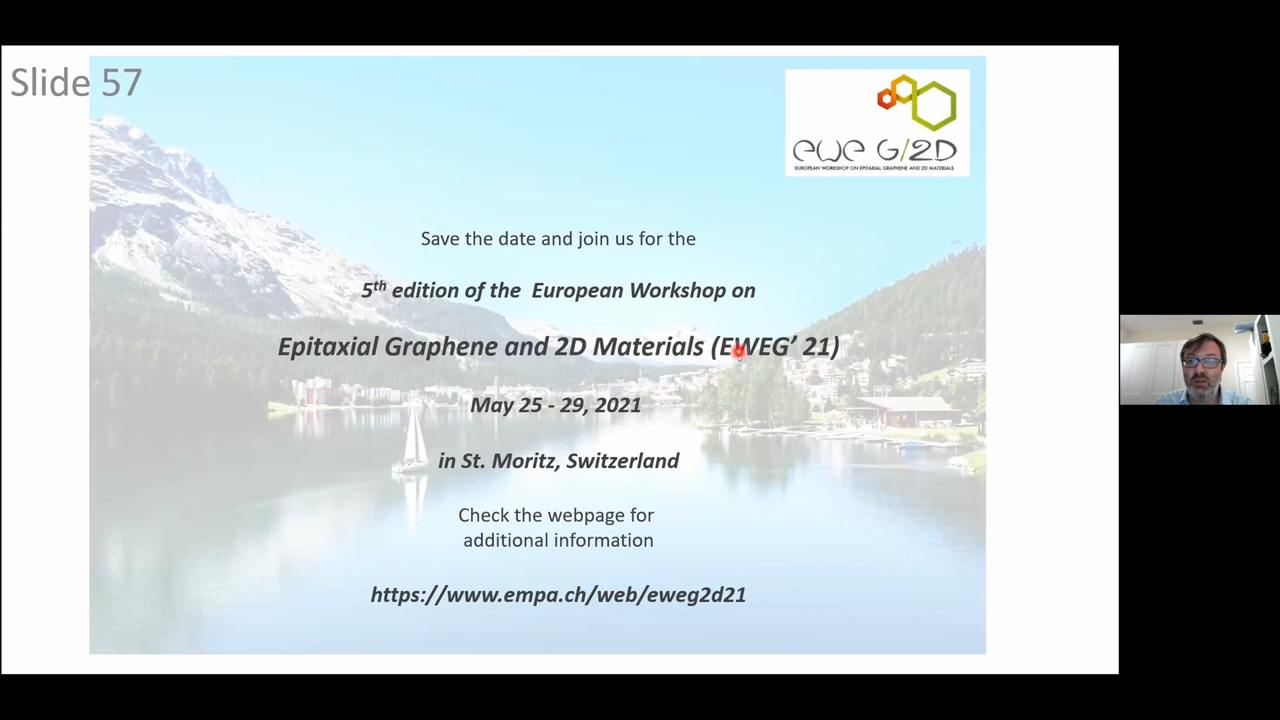 Slide 57
ewe G/2D
EUROPEAN WORKSHOP ON EPITAXIAL GRAPHENE AND 2D MATERIALS
Save the date and join us for the
5th edition of the European Workshop on
Epitaxial Graphene and 2D Materials (EWEG’ 21)
May 25 - 29, 2021
in St. Moritz, Switzerland
Check the webpage for
additional information
https://www.empa.ch/web/eweg2d21